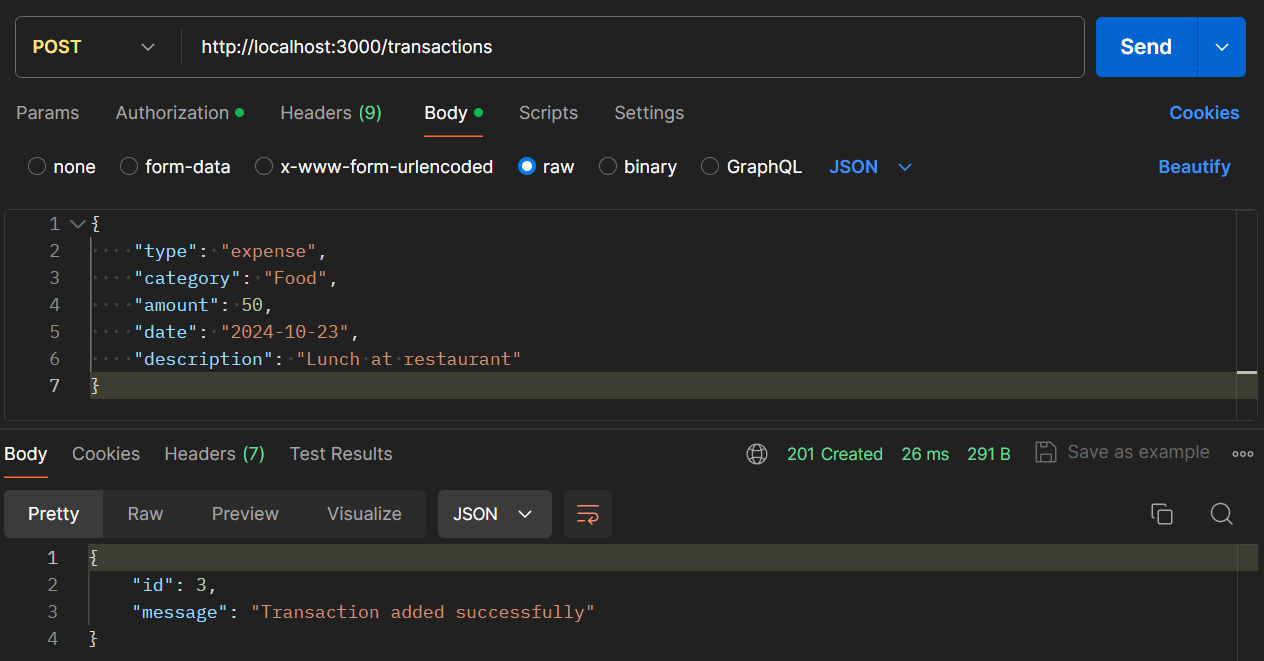 POST http://localhost:3000/transactions Send
Params Authorization Headers (9) Body Scripts Settings Cookies
none form-data x-www-form-urlencoded raw binary GraphQL JSON Beautify
1 {
2 "type": "expense",
3 "category": "Food",
4 "amount": 50,
5 "date": "2024-10-23",
6 "description": "Lunch at restaurant"
7 }
Body Cookies Headers (7) Test Results 201 Created 26 ms 291 B Save as example
Pretty Raw Preview Visualize JSON
1 {
2 "id": 3,
3 "message": "Transaction added successfully"
4 }